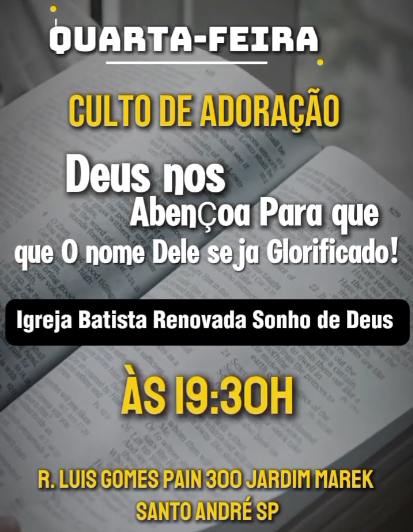 QUARTA-FEIRA
CULTO DE ADORAÇÃO
Deus nos
AbenÇoa Para que
que O nome Dele seja Glorificado!
Igreja Batista Renovada Sonho de Deus
ÀS 19:30H
R. LUIS GOMES PAIN 300 JARDIM MAREK
SANTO ANDRÉ SP